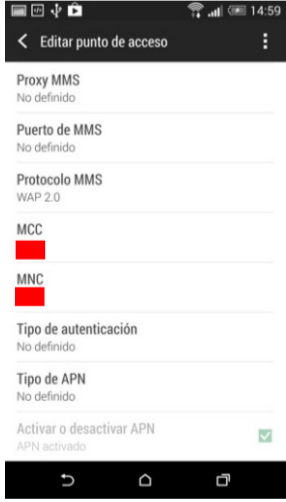 14:59
Editar punto de acceso
Proxy MMS
No definido
Puerto de MMS
No definido
Protocolo MMS
WAP 2.0
MCC
MNC
Tipo de autenticación
No definido
Tipo de APN
No definido
Activar o desactivar APN
APN activado